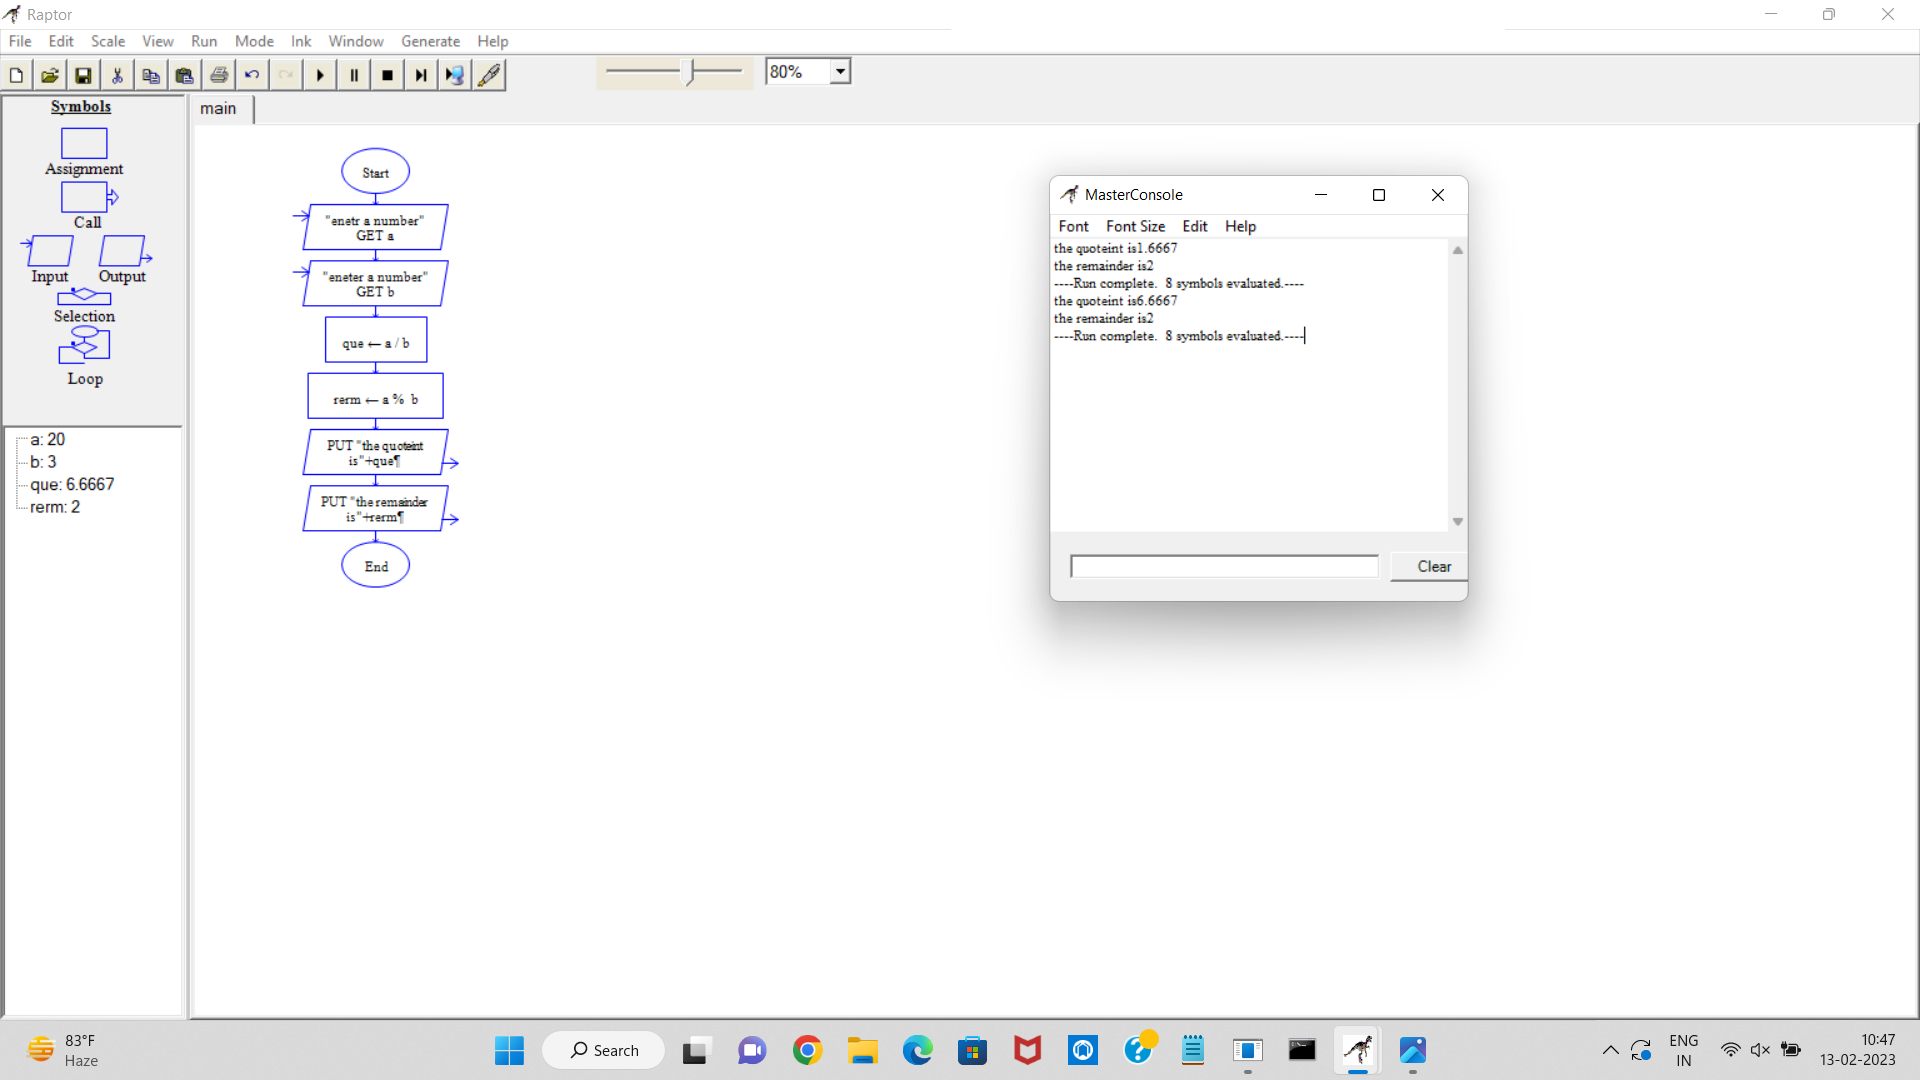 Raptor
File Edit Scale View Run Mode Ink Window Generate Help
80%
Symbols
Assignment
Call
Input Output
Selection
Loop
a: 20
b: 3
que: 6.6667
rerm: 2
main
Start
"enetr a number"
GET a
"eneter a number"
GET b
que ← a / b
rerm ← a % b
PUT "the quoteint
is"+que¶
PUT "the remainder
is"+rerm¶
End
MasterConsole
Font Font Size Edit Help
the quoteint is1.6667
the remainder is2
----Run complete. 8 symbols evaluated.----
the quoteint is6.6667
the remainder is2
----Run complete. 8 symbols evaluated.----
Clear
83°F
Haze
Search
ENG
IN
10:47
13-02-2023